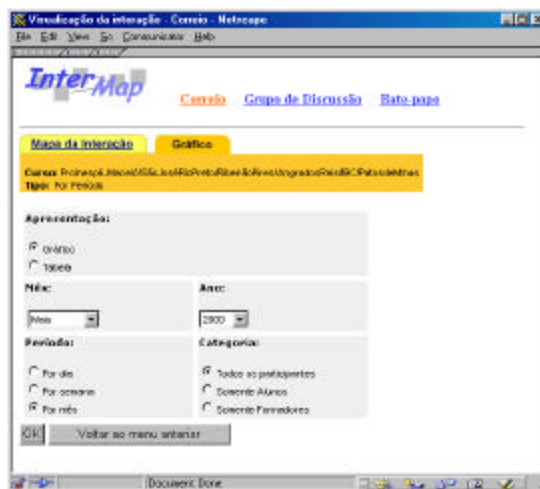 Visualização da interação - Correio - Netscape
File Edit View Go Communicator Help
InterMap
Correio Grupo de Discussão Bate-papo
Mapa da Interação Gráfico
Curso:
Tipo: Por Período
Apresentação:
Gráfico
Tabela
Mês: Ano:
Maio 2000
Período: Categoria:
Por dia Todos os participantes
Por semana Somente Alunos
Por mês Somente Formadores
OK Voltar ao menu anterior
Document: Done